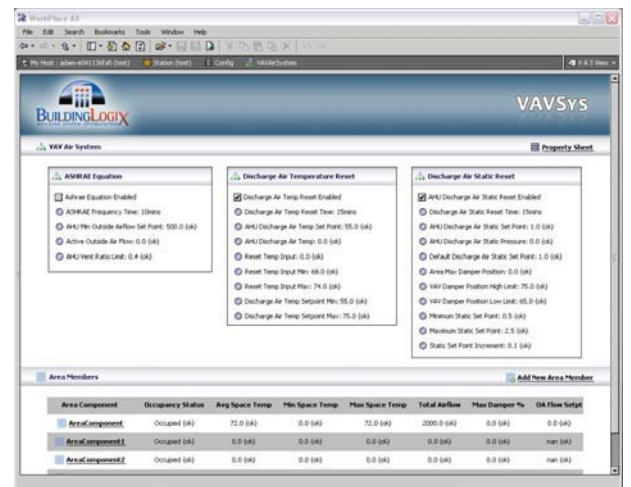 WorkPlace AX
File Edit Search Bookmarks Tools Window Help
My Host : (test) Station (test) Config VAVAirSystem V A S View
BUILDINGLOGIX
VAVSYS
VAV Air System Property Sheet
ASHRAE Equation
Ashrae Equation Enabled
ASHRAE Frequency Time: 10mins
AHU Min Outside Airflow Set Point: 500.0 (ok)
Active Outside Air Flow: 0.0 (ok)
AHU Vent Ratio Limit: 0.4 (ok)
Discharge Air Temperature Reset
Discharge Air Temp Reset Enabled
Discharge Air Temp Reset Time: 15mins
AHU Discharge Air Temp Set Point: 55.0 (ok)
AHU Discharge Air Temp: 0.0 (ok)
Reset Temp Input: 0.0 (ok)
Reset Temp Input Min: 68.0 (ok)
Reset Temp Input Max: 74.0 (ok)
Discharge Air Temp Setpoint Min: 55.0 (ok)
Discharge Air Temp Setpoint Max: 75.0 (ok)
Discharge Air Static Reset
AHU Discharge Air Static Reset Enabled
Discharge Air Static Reset Time: 15mins
AHU Discharge Air Static Set Point: 1.0 (ok)
AHU Discharge Air Static Pressure: 0.0 (ok)
Default Discharge Air Static Set Point: 1.0 (ok)
Area Max Damper Position: 0.0 (ok)
VAV Damper Position High Limit: 75.0 (ok)
VAV Damper Position Low Limit: 65.0 (ok)
Minimum Static Set Point: 0.5 (ok)
Maximum Static Set Point: 2.5 (ok)
Static Set Point Increment: 0.1 (ok)
Area Members Add New Area Member
Area Component Occupancy Status Avg Space Temp Min Space Temp Max Space Temp Total Airflow Max Damper % OA Flow Setpt
AreaComponent Occupied (ok) 72.0 (ok) 0.0 (ok) 72.0 (ok) 2000.0 (ok) 0.0 (ok) 0.0 (ok)
AreaComponent1 Occupied (ok) 0.0 (ok) 0.0 (ok) 0.0 (ok) 0.0 (ok) 0.0 (ok) nan (ok)
AreaComponent2 Occupied (ok) 0.0 (ok) 0.0 (ok) 0.0 (ok) 0.0 (ok) 0.0 (ok) nan (ok)